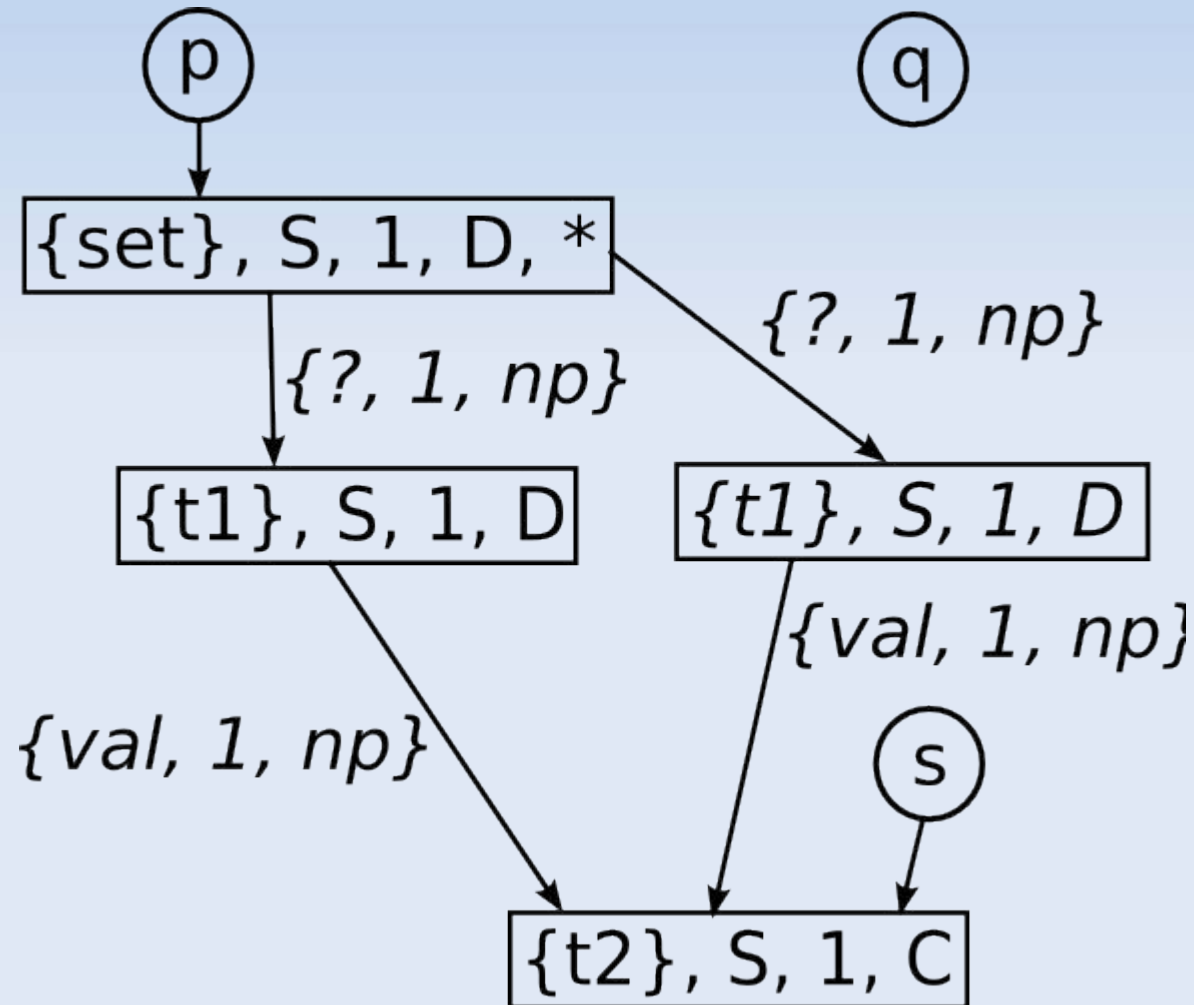 p
q
{set}, S, 1, D, *
{?, 1, np}
{?, 1, np}
{t1}, S, 1, D
{t1}, S, 1, D
{val, 1, np}
{val, 1, np}
s
{t2}, S, 1, C